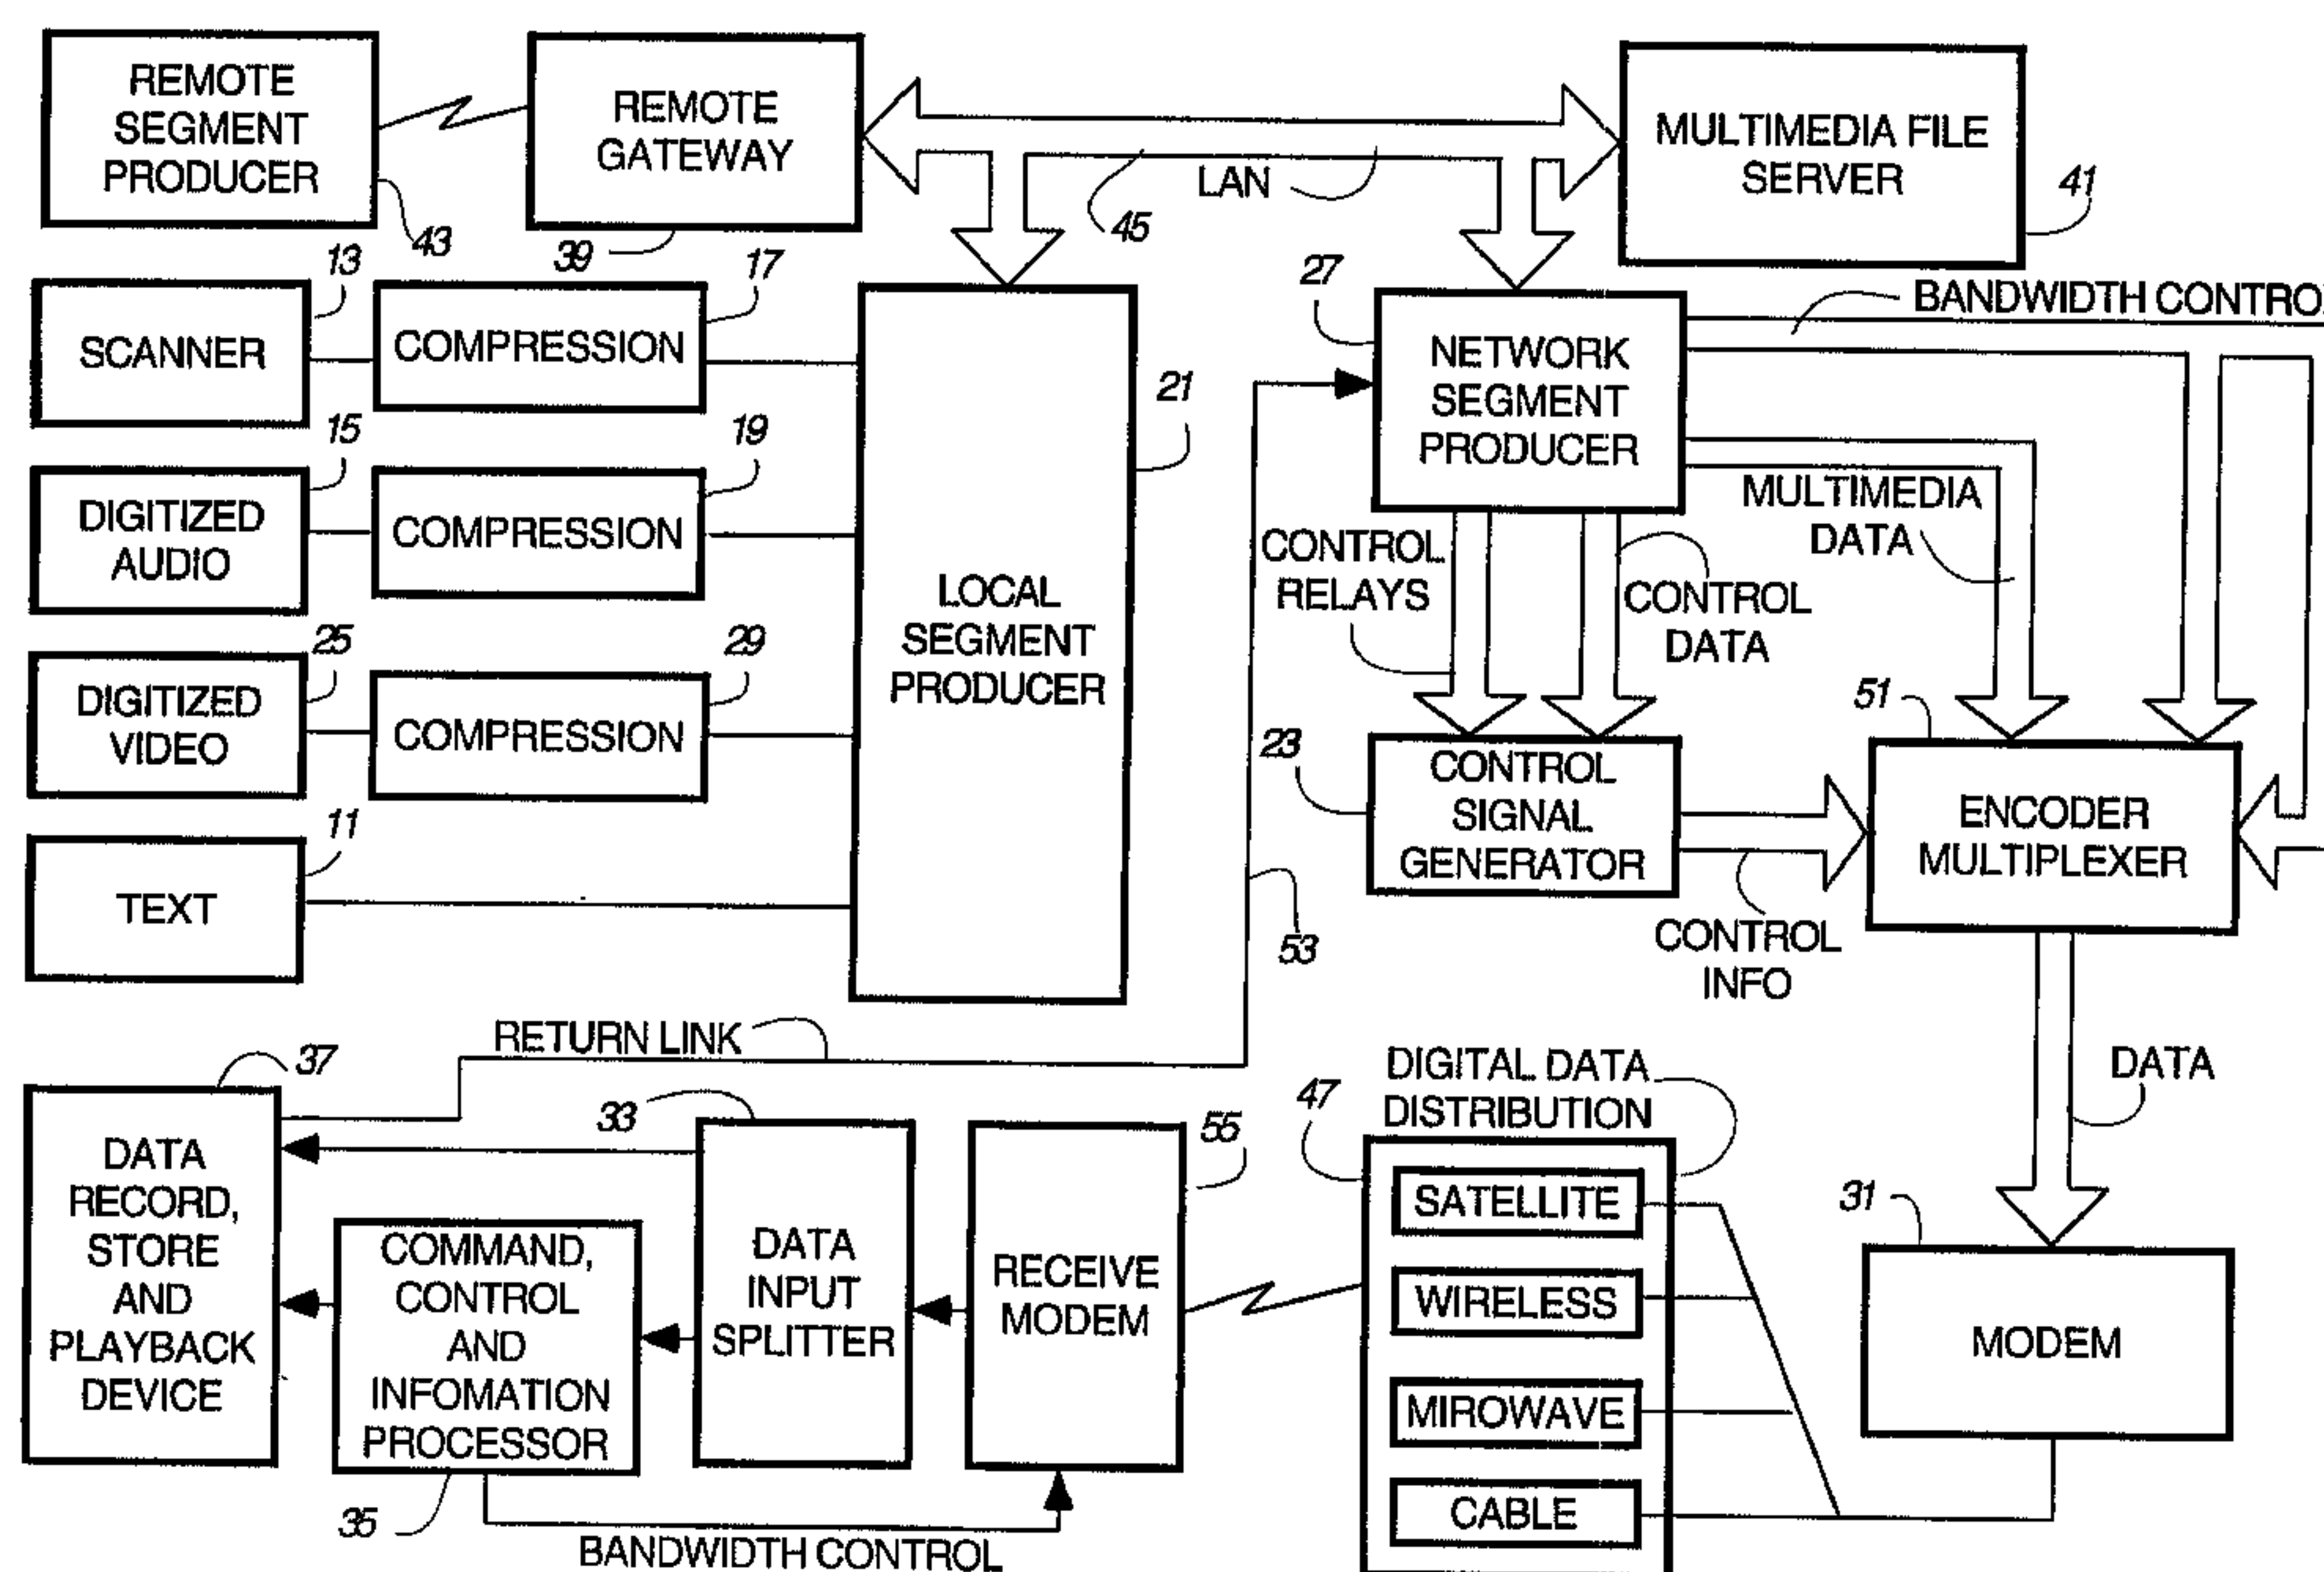 REMOTE
SEGMENT
PRODUCER
43
REMOTE
GATEWAY
39
LAN
45
MULTIMEDIA FILE
SERVER
41
SCANNER
13
COMPRESSION
17
DIGITIZED
AUDIO
15
COMPRESSION
19
DIGITIZED
VIDEO
25
COMPRESSION
29
TEXT
11
LOCAL
SEGMENT
PRODUCER
21
27
NETWORK
SEGMENT
PRODUCER
BANDWIDTH CONTRO
MULTIMEDIA
DATA
CONTROL
RELAYS
CONTROL
DATA
23
CONTROL
SIGNAL
GENERATOR
51
ENCODER
MULTIPLEXER
CONTROL
INFO
53
RETURN LINK
DATA
37
DATA
RECORD,
STORE
AND
PLAYBACK
DEVICE
COMMAND,
CONTROL
AND
INFOMATION
PROCESSOR
35
33
DATA
INPUT
SPLITTER
RECEIVE
MODEM
55
BANDWIDTH CONTROL
DIGITAL DATA
DISTRIBUTION
47
SATELLITE
WIRELESS
MIROWAVE
CABLE
31
MODEM